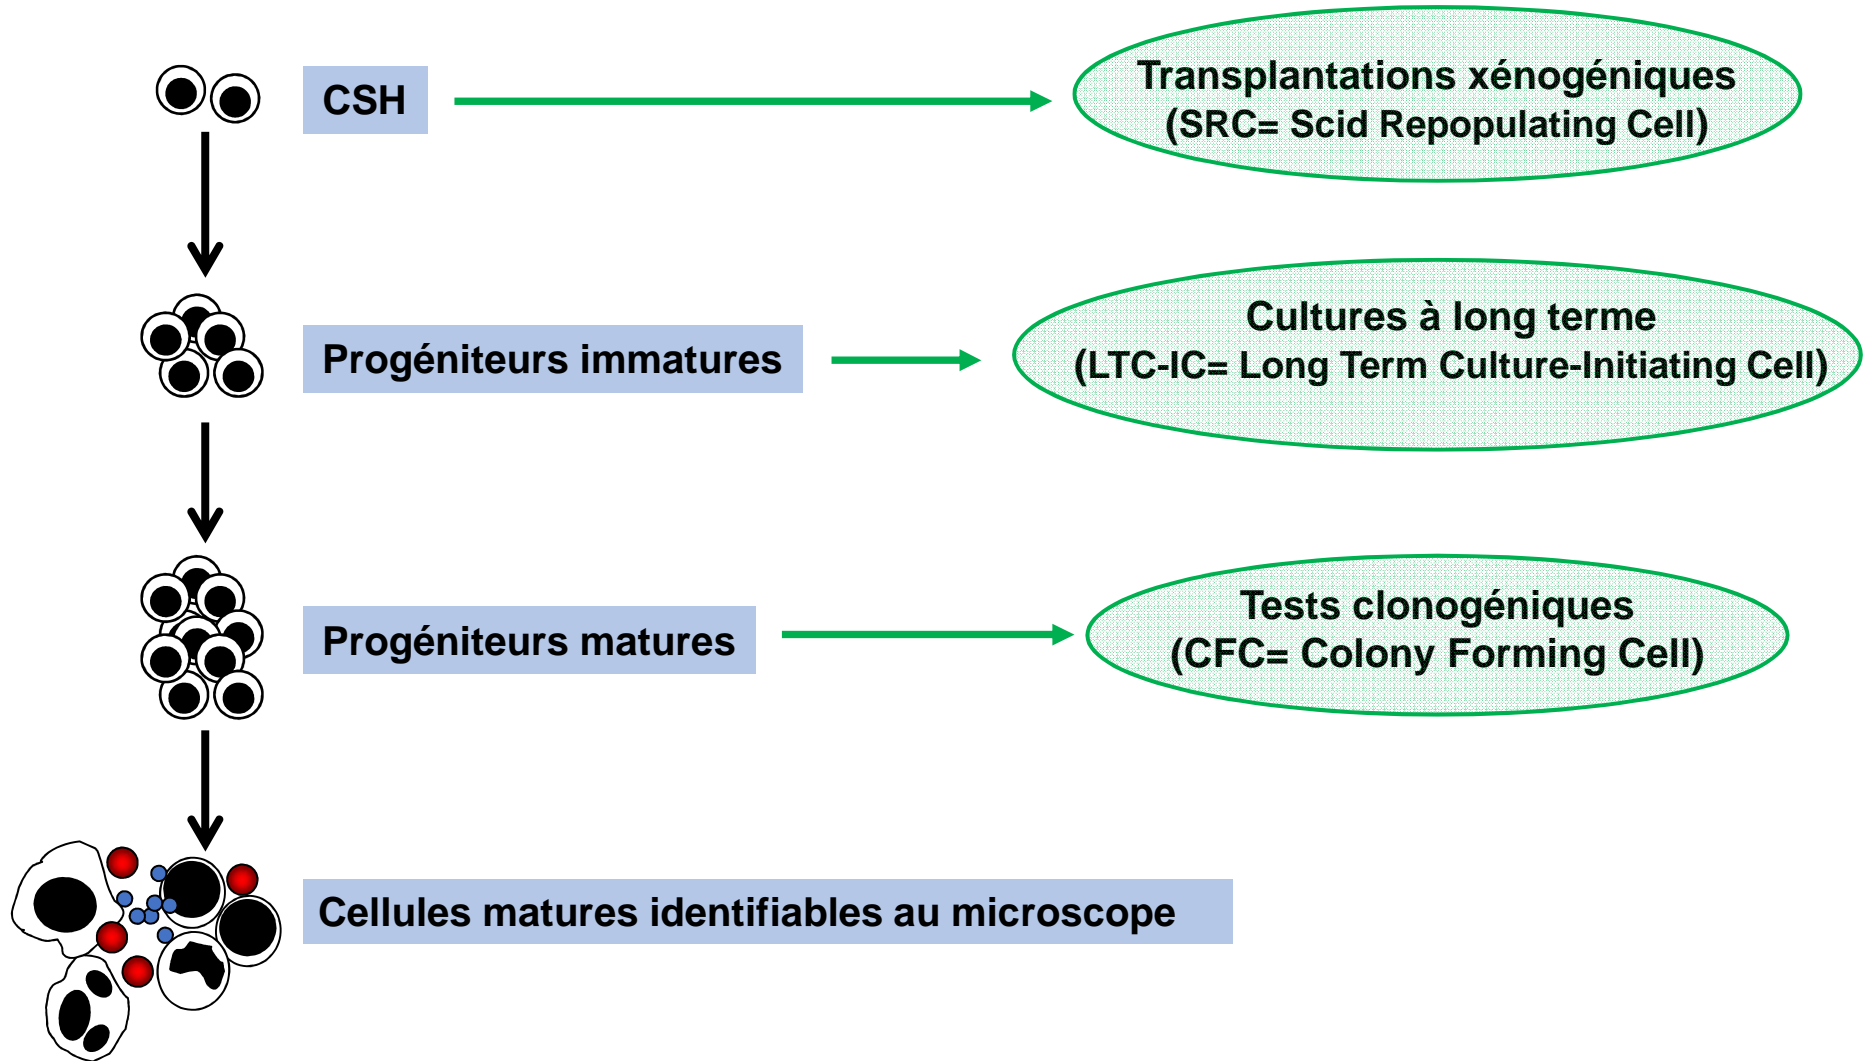 CSH
Transplantations xénogéniques
(SRC= Scid Repopulating Cell)
Progéniteurs immatures
Cultures à long terme
(LTC-IC= Long Term Culture-Initiating Cell)
Progéniteurs matures
Tests clonogéniques
(CFC= Colony Forming Cell)
Cellules matures identifiables au microscope